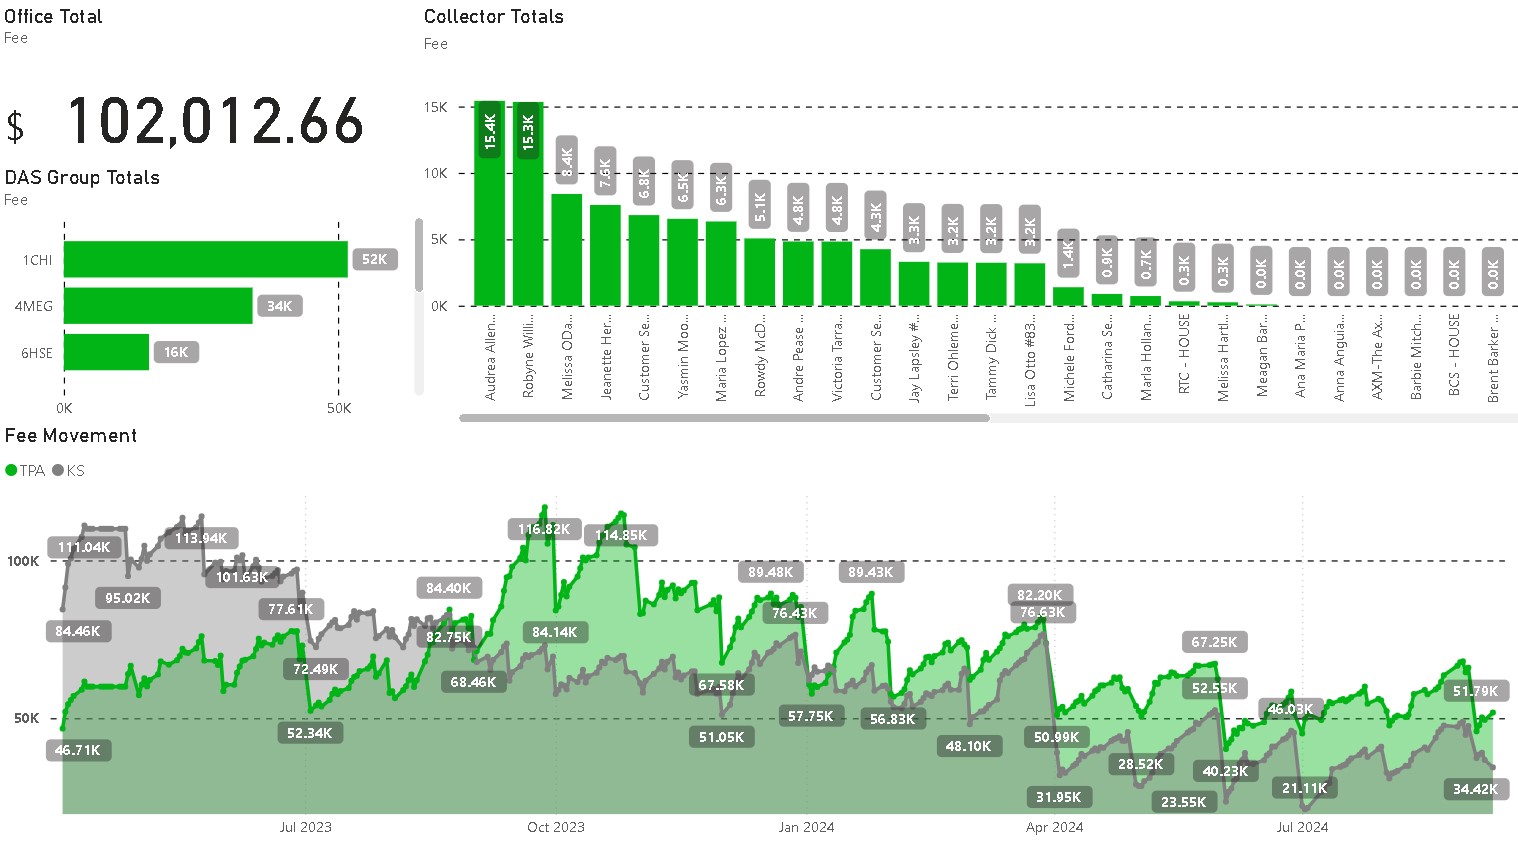 Office Total
Fee
$ 102,012.66
DAS Group Totals
Fee
1CHI 52K
4MEG 34K
6HSE 16K
0K 50K
Collector Totals
Fee
15K
10K
5K
0K
15.4K 15.3K 8.4K 7.6K 6.8K 6.5K 6.3K 5.1K 4.8K 4.8K 4.3K 3.3K 3.2K 3.2K 3.2K 1.4K 0.9K 0.7K 0.3K 0.3K 0.0K 0.0K 0.0K 0.0K 0.0K 0.0K 0.0K
Audrea Allen...
Robyne Willi...
Melissa ODa...
Jeanette Her...
Customer Se...
Yasmin Moo...
Maria Lopez ...
Rowdy McD...
Andre Pease ...
Victoria Tarra...
Customer Se...
Jay Lapsley #...
Terri Ohleme...
Tammy Dick ...
Lisa Otto #83...
Michele Ford...
Catharina Se...
Marla Hollan...
RTC - HOUSE
Melissa Hartl...
Meagan Bar...
Ana Maria P...
Anna Anguia...
AXM -The Ax...
Barbie Mitch...
BCS - HOUSE
Brent Barker ...
Fee Movement
TPA KS
100K
50K
111.04K
84.46K
46.71K
95.02K
113.94K
101.63K
77.61K
72.49K
52.34K
84.40K
82.75K
68.46K
116.82K
84.14K
114.85K
67.58K
51.05K
89.48K
76.43K
57.75K
89.43K
56.83K
48.10K
82.20K
76.63K
50.99K
31.95K
28.52K
67.25K
52.55K
40.23K
23.55K
46.03K
21.11K
51.79K
34.42K
Jul 2023 Oct 2023 Jan 2024 Apr 2024 Jul 2024